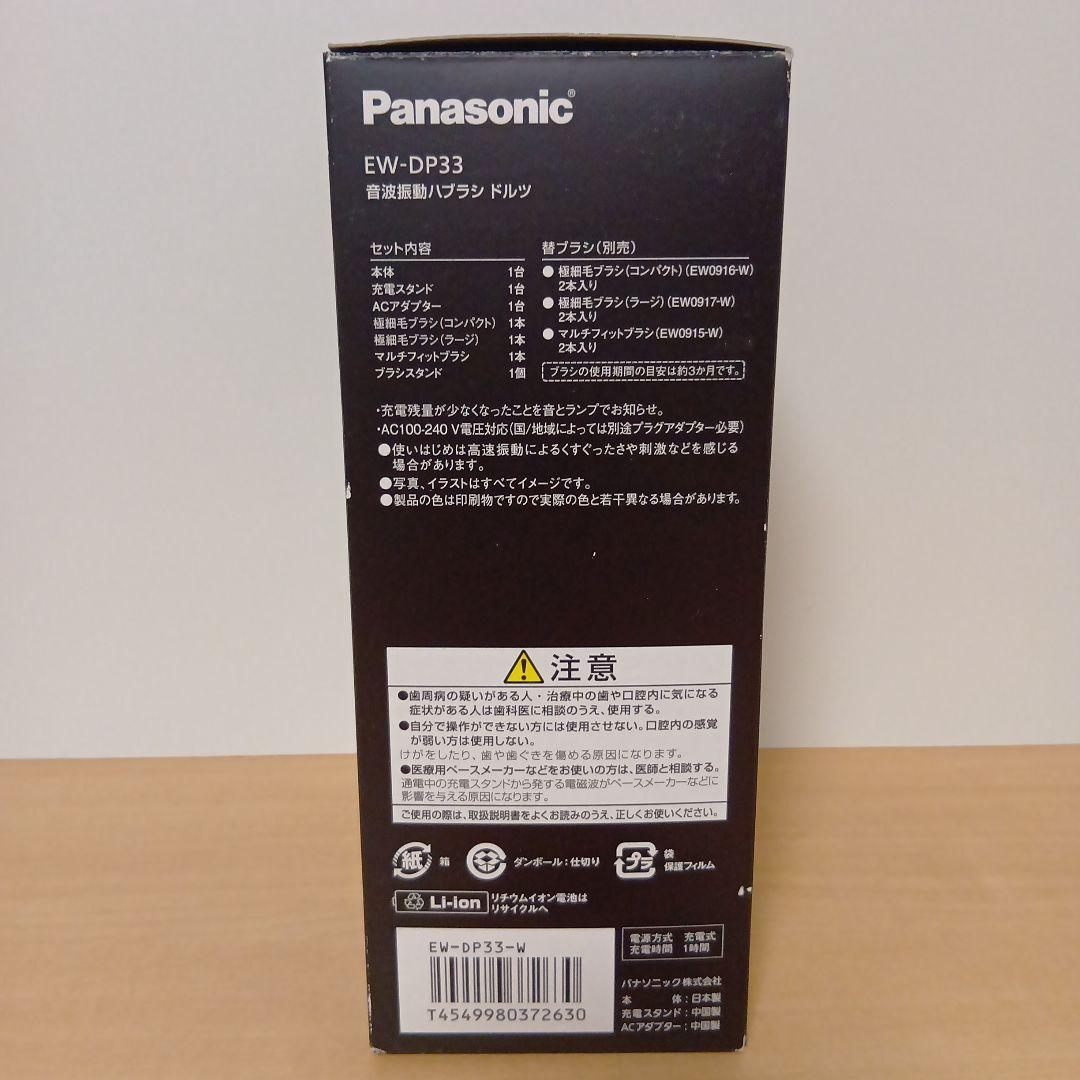 Panasonic®
EW-DP33
音波振動ハブラシ ドルツ
セット内容
本体 1台
充電スタンド 1台
ACアダプター 1台
極細毛ブラシ(コンパクト) 1本
極細毛ブラシ(ラージ) 1本
マルチフィットブラシ 1本
ブラシスタンド 1個
替ブラシ(別売)
● 極細毛ブラシ(コンパクト)(EW0916-W)
2本入り
● 極細毛ブラシ(ラージ)(EW0917-W)
2本入り
● マルチフィットブラシ(EW0915-W)
2本入り
ブラシの使用期間の目安は約3か月です。
・充電残量が少なくなったことを音とランプでお知らせ。
・AC100-240 V電圧対応(国/地域によっては別途プラグアダプター必要)
●使いはじめは高速振動によるくすぐったさや刺激などを感じる
場合があります。
●写真、イラストはすべてイメージです。
●製品の色は印刷物ですので実際の色と若干異なる場合があります。
注意
●歯周病の疑いがある人・治療中の歯や口腔内に気になる
症状がある人は歯科医に相談のうえ、使用する。
●自分で操作ができない方には使用させない。口腔内の感覚
が弱い方は使用しない。
けがをしたり、歯や歯ぐきを傷める原因になります。
●医療用ペースメーカーなどをお使いの方は、医師と相談する。
通電中の充電スタンドから発する電磁波がペースメーカーなどに
影響を与える原因になります。
ご使用の際は、取扱説明書をよくお読みのうえ、正しくお使いください。
紙 箱 ダンボール:仕切り プラ 袋
保護フィルム
Li-ion リチウムイオン電池は
リサイクルへ
EW-DP33-W
T4549980372630
電源方式 充電式
充電時間 1時間
パナソニック株式会社
本体:日本製
充電スタンド:中国製
ACアダプター:中国製